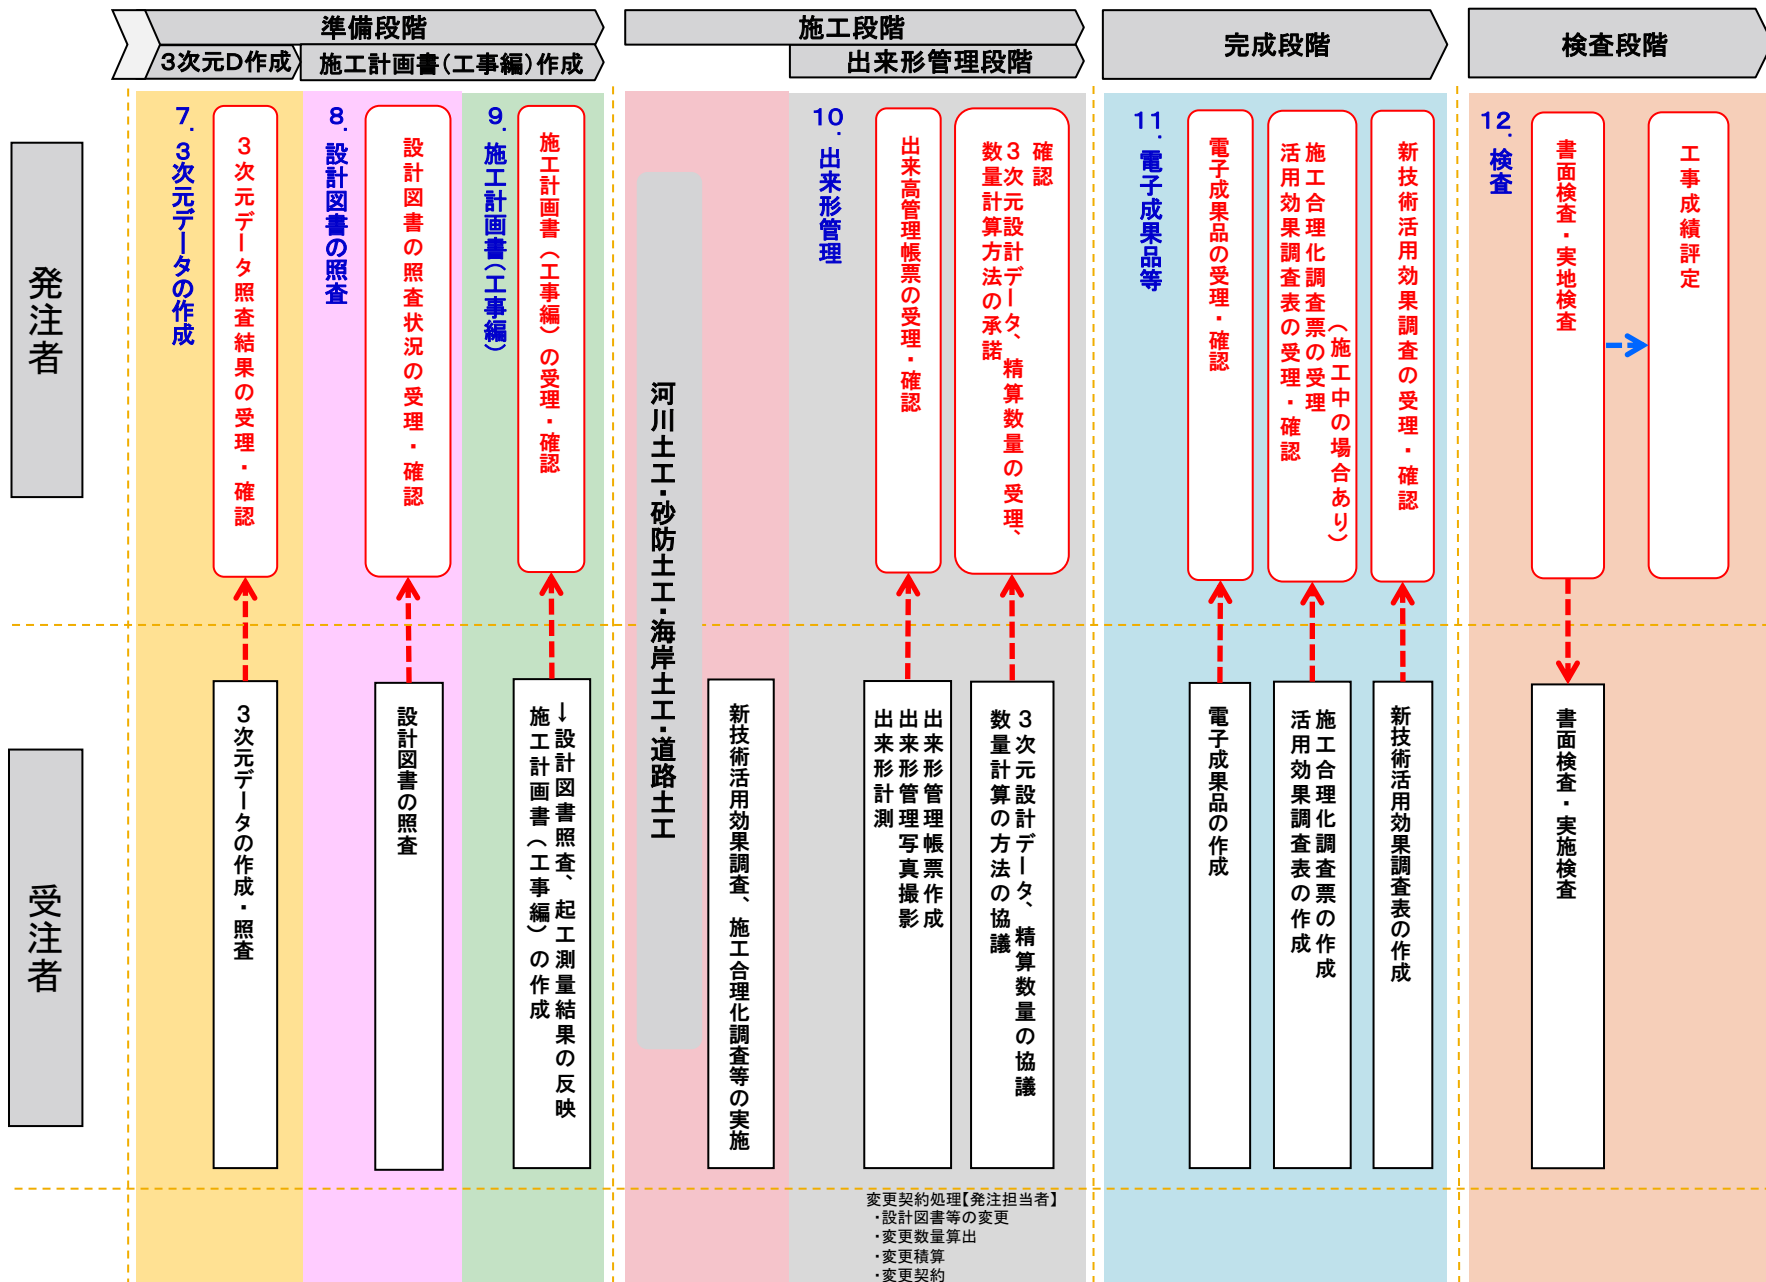 準備段階
3次元D作成
施工計画書(工事編)作成
施工段階
出来形管理段階
完成段階
検査段階
発注者
受注者
7.3次元データの作成
3次元データ照査結果の受理・確認
8.設計図書の照査
設計図書の照査状況の受理・確認
9.施工計画書(工事編)
施工計画書(工事編)の受理・確認
河川土工・砂防土工・海岸土工・道路土工
10.出来形管理
出来高管理帳票の受理・確認
確認
3次元設計データ、精算数量の受理、
数量計算方法の承諾
11.電子成果品等
電子成果品の受理・確認
(施工中の場合あり)
施工合理化調査票の受理
活用効果調査表の受理・確認
新技術活用効果調査の受理・確認
12.検査
書面検査・実地検査
工事成績評定
3次元データの作成・照査
設計図書の照査
↓設計図書照査、起工測量結果の反映
施工計画書(工事編)の作成
新技術活用効果調査、施工合理化調査等の実施
出来形管理帳票作成
出来形管理写真撮影
出来形計測
3次元設計データ、精算数量の協議
数量計算の方法の協議
電子成果品の作成
施工合理化調査票の作成
活用効果調査表の作成
新技術活用効果調査表の作成
書面検査・実施検査
変更契約処理【発注担当者】
・設計図書等の変更
・変更数量算出
・変更積算
・変更契約